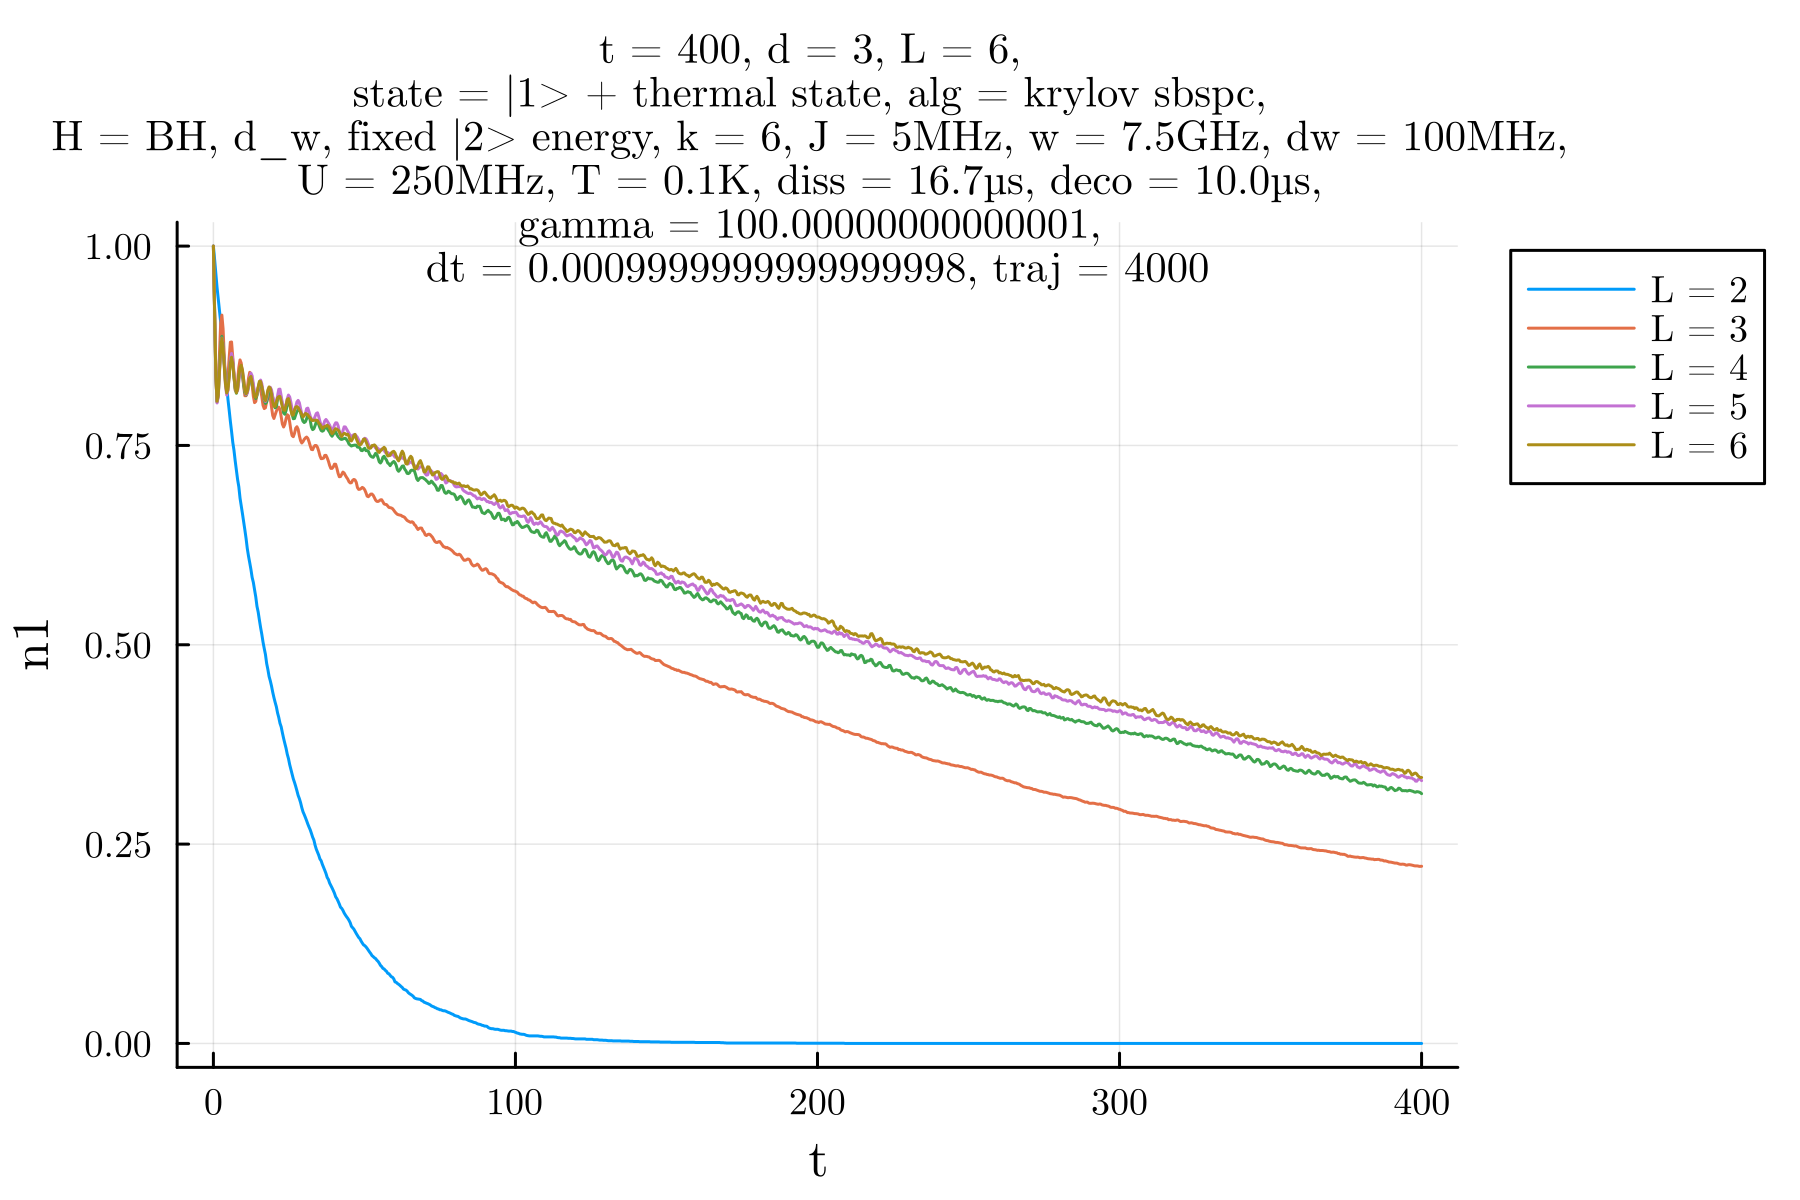 t = 400, d = 3, L = 6,
state = |1> + thermal state, alg = krylov sbspc,
H = BH, d_w, fixed |2> energy, k = 6, J = 5MHz, w = 7.5GHz, dw = 100MHz,
U = 250MHz, T = 0.1K, diss = 16.7µs, deco = 10.0µs,
gamma = 100.00000000000001,
dt = 0.0009999999999999998, traj = 4000
1.00
0.75
0.50
0.25
0.00
n1
0 100 200 300 400
t
L = 2
L = 3
L = 4
L = 5
L = 6